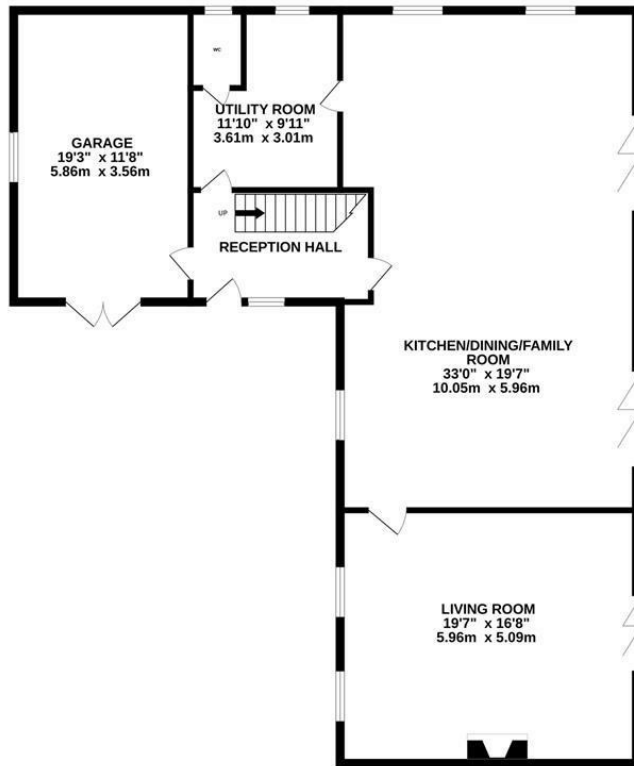 WC
UTILITY ROOM
11'10" x 9'11"
3.61m x 3.01m
GARAGE
19'3" x 11'8"
5.86m x 3.56m
UP
RECEPTION HALL
KITCHEN/DINING/FAMILY
ROOM
33'0" x 19'7"
10.05m x 5.96m
LIVING ROOM
19'7" x 16'8"
5.96m x 5.09m